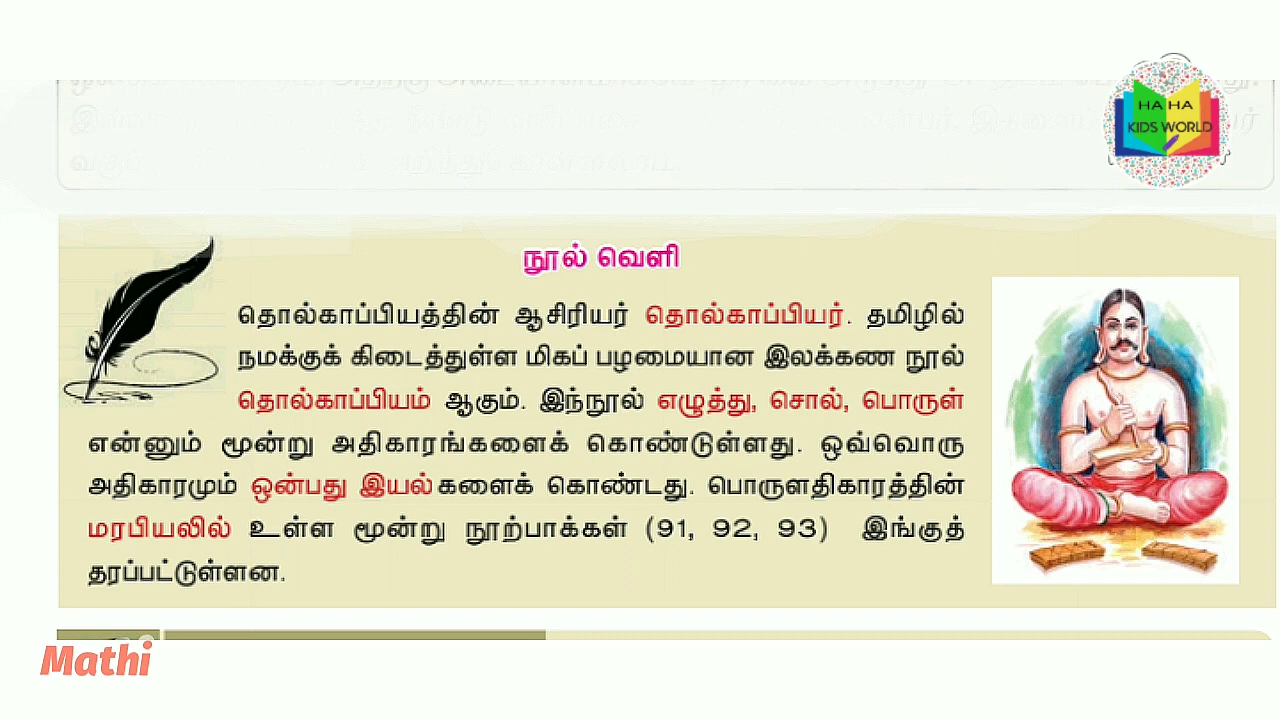 HA HA
KIDS WORLD
நூல் வெளி
தொல்காப்பியத்தின் ஆசிரியர் தொல்காப்பியர். தமிழில்
நமக்குக் கிடைத்துள்ள மிகப் பழமையான இலக்கண நூல்
தொல்காப்பியம் ஆகும். இந்நூல் எழுத்து, சொல், பொருள்
என்னும் மூன்று அதிகாரங்களைக் கொண்டுள்ளது. ஒவ்வொரு
அதிகாரமும் ஒன்பது இயல்களைக் கொண்டது. பொருளதிகாரத்தின்
மரபியலில் உள்ள மூன்று நூற்பாக்கள் (91, 92, 93) இங்குத்
தரப்பட்டுள்ளன.
Mathi